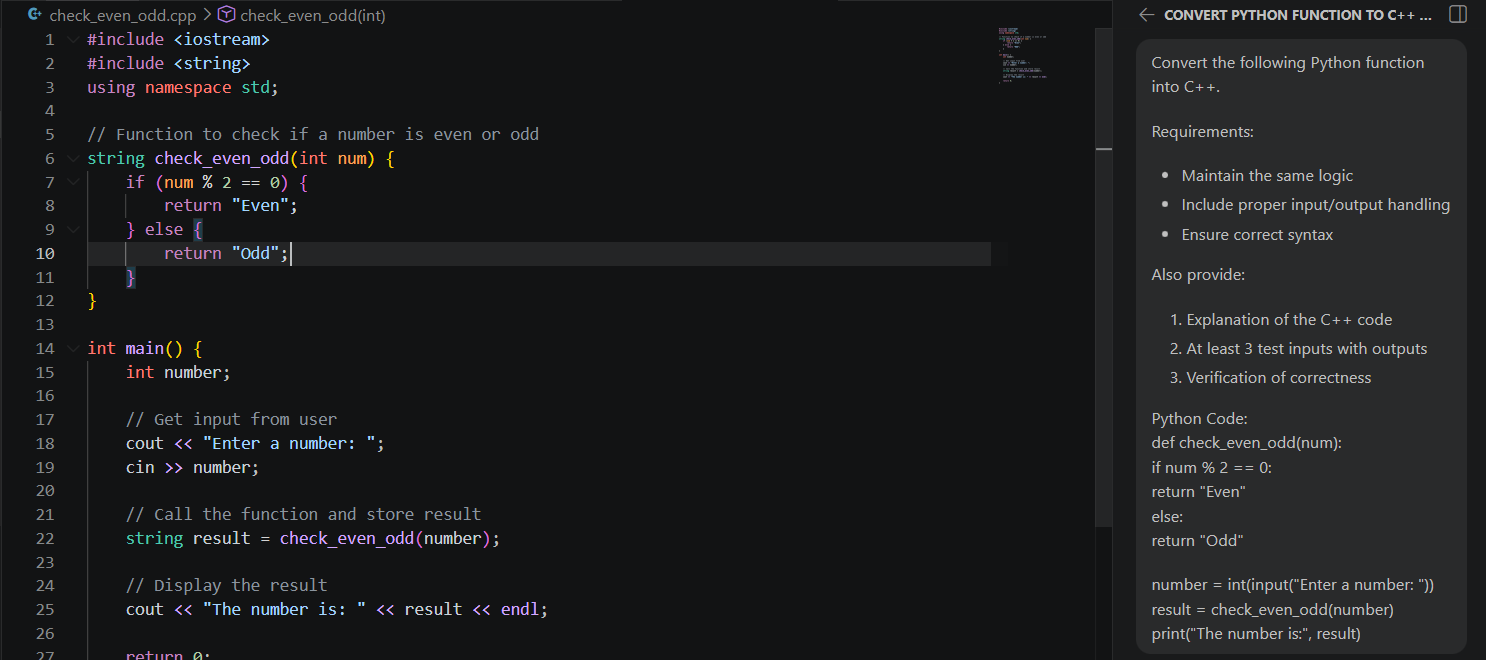 check_even_odd.cpp > check_even_odd(int)
1 #include <iostream>
2 #include <string>
3 using namespace std;
4
5 // Function to check if a number is even or odd
6 string check_even_odd(int num) {
7 if (num % 2 == 0) {
8 return "Even";
9 } else {
10 return "Odd";
11 }
12 }
13
14 int main() {
15 int number;
16
17 // Get input from user
18 cout << "Enter a number: ";
19 cin >> number;
20
21 // Call the function and store result
22 string result = check_even_odd(number);
23
24 // Display the result
25 cout << "The number is: " << result << endl;
26
27 return 0;
CONVERT PYTHON FUNCTION TO C++ ...
Convert the following Python function
into C++.
Requirements:
• Maintain the same logic
• Include proper input/output handling
• Ensure correct syntax
Also provide:
1. Explanation of the C++ code
2. At least 3 test inputs with outputs
3. Verification of correctness
Python Code:
def check_even_odd(num):
if num % 2 == 0:
return "Even"
else:
return "Odd"
number = int(input("Enter a number: "))
result = check_even_odd(number)
print("The number is:", result)